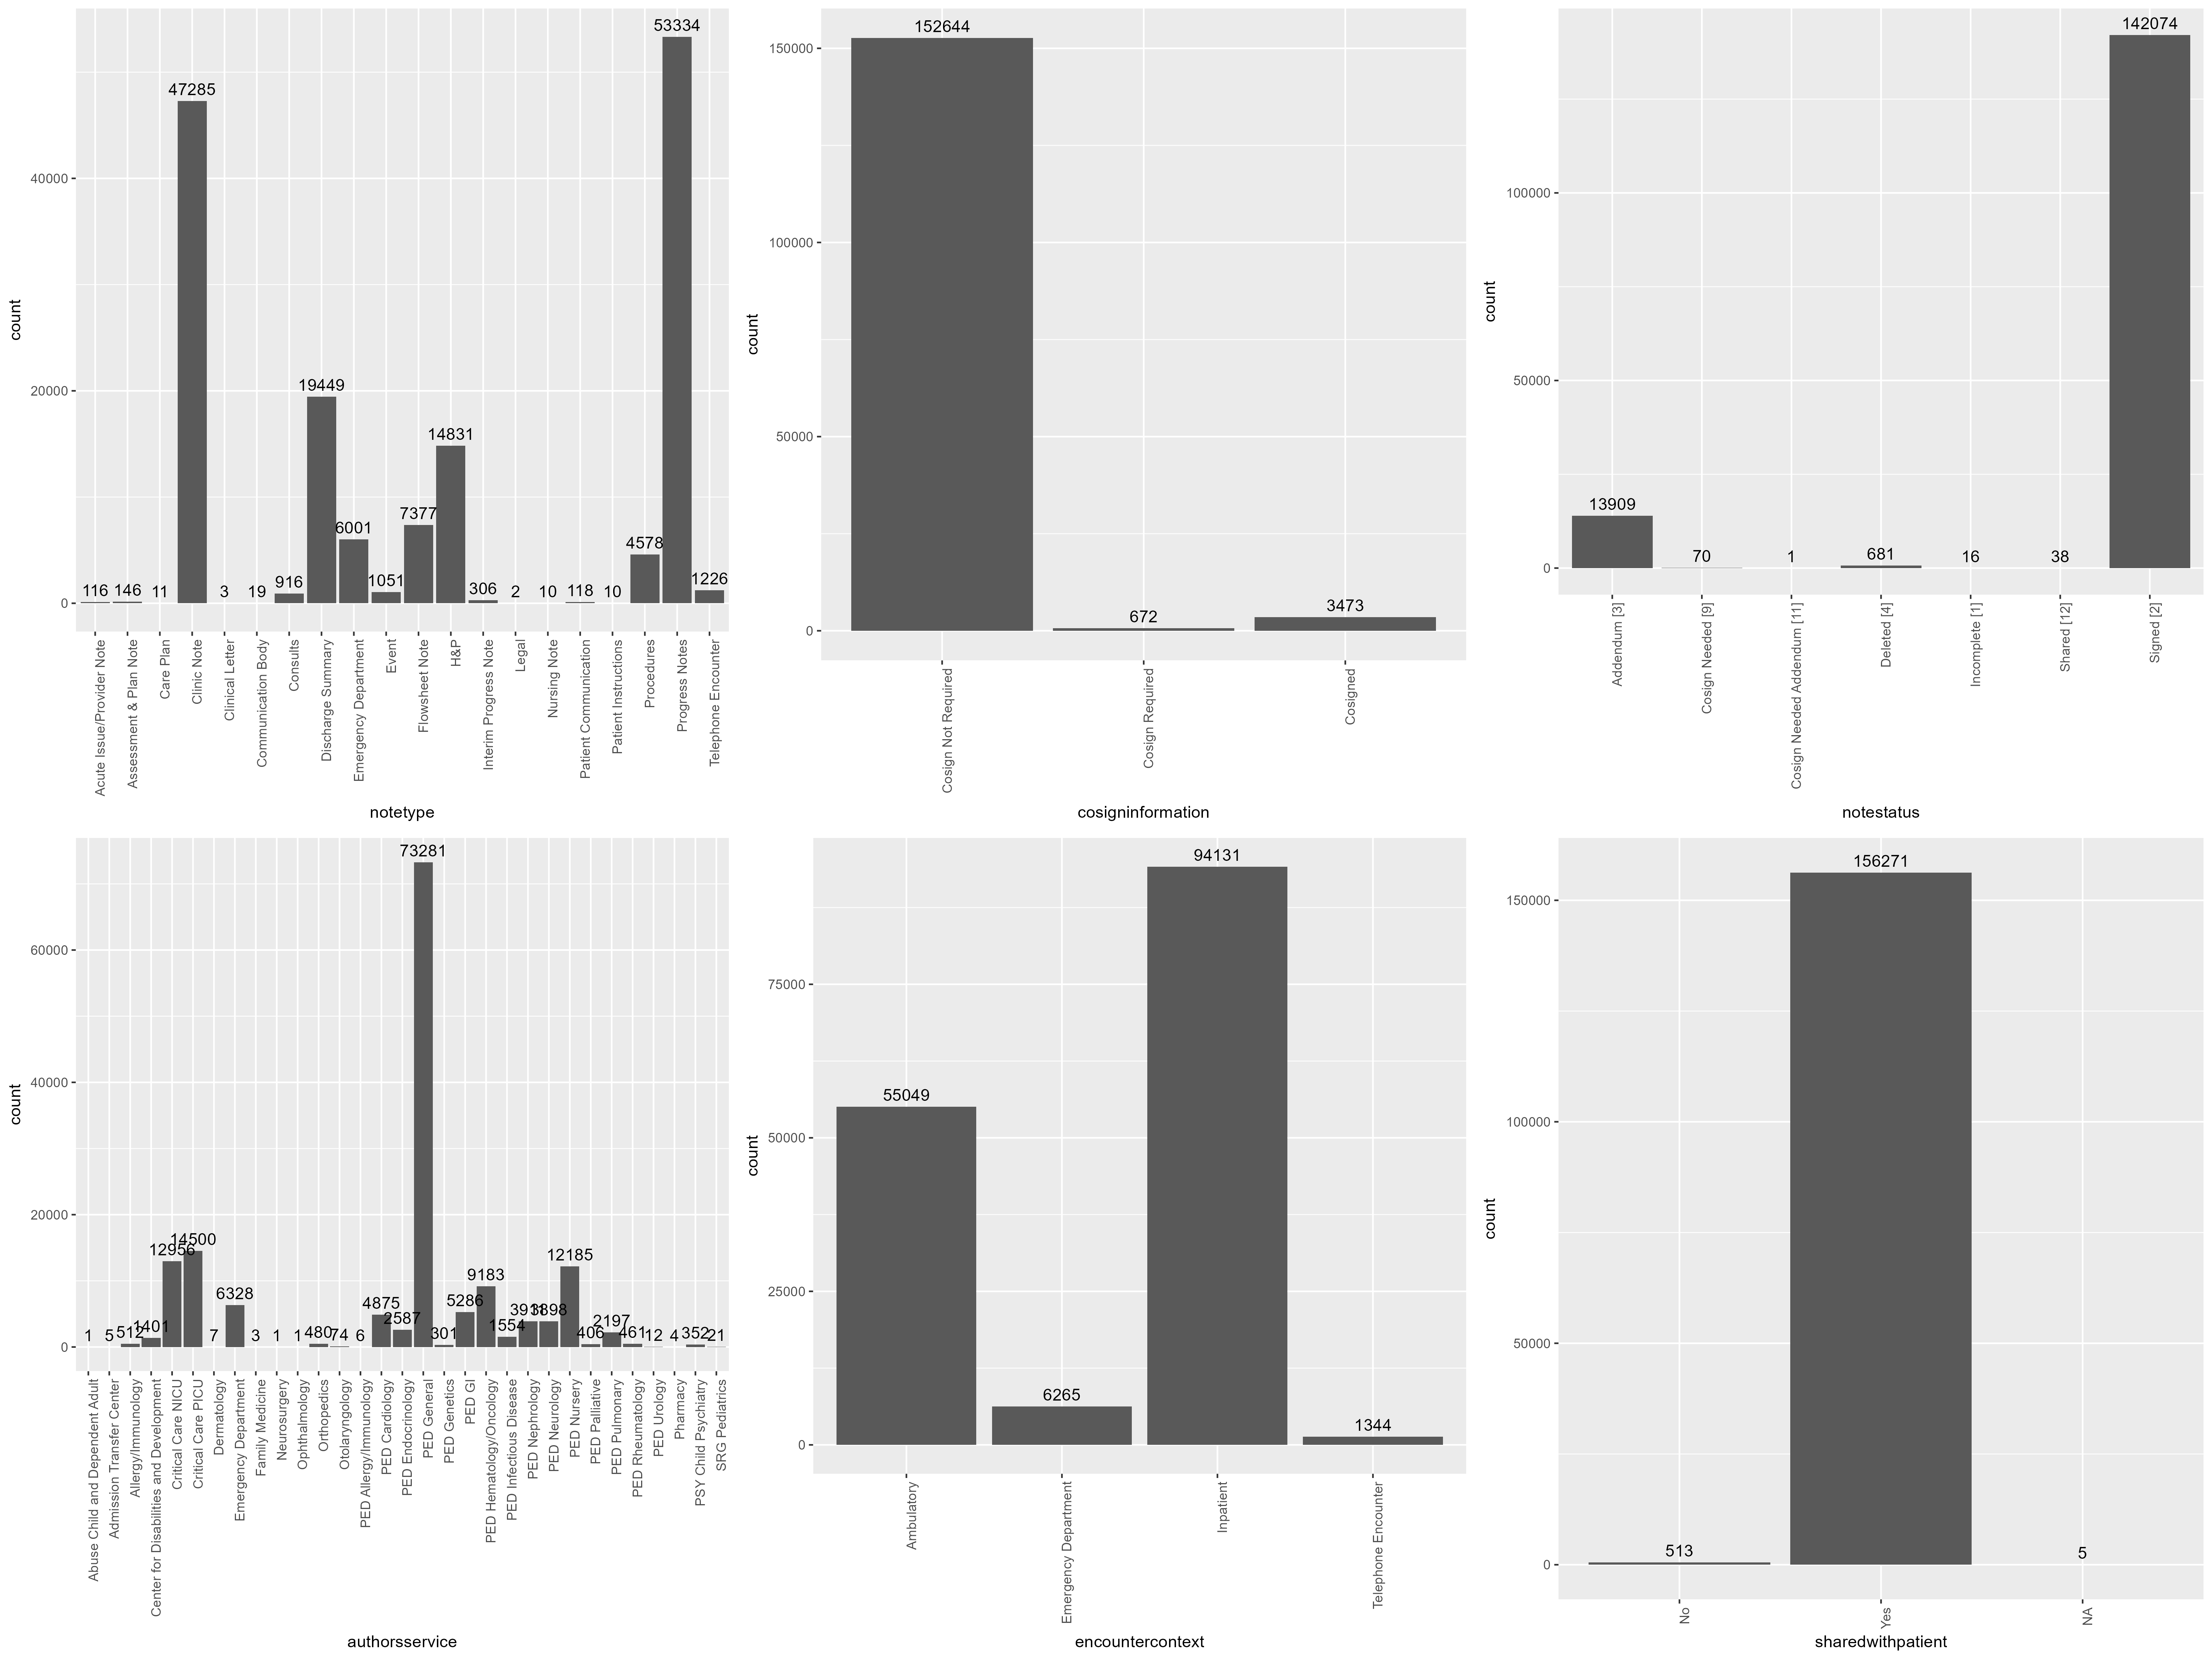 count
40000
20000
0
116
146
11
47285
3
19
916
19449
6001
1051
7377
14831
306
2
10
118
10
4578
53334
1226
Acute Issue/Provider Note
Assessment & Plan Note
Care Plan
Clinic Note
Clinical Letter
Communication Body
Consults
Discharge Summary
Emergency Department
Event
Flowsheet Note
H&P
Interim Progress Note
Legal
Nursing Note
Patient Communication
Patient Instructions
Procedures
Progress Notes
Telephone Encounter
notetype
count
150000
100000
50000
0
152644
672
3473
Cosign Not Required
Cosign Required
Cosigned
cosigninformation
count
100000
50000
0
13909
70
1
681
16
38
142074
Addendum [3]
Cosign Needed [9]
Cosign Needed Addendum [11]
Deleted [4]
Incomplete [1]
Shared [12]
Signed [2]
notestatus
count
60000
40000
20000
0
1
5
512
1401
12956
14500
7
6328
3
1
1
480
74
6
4875
2587
73281
301
5286
9183
1554
3911
3898
12185
406
2197
461
12
4
352
21
Abuse Child and Dependent Adult
Admission Transfer Center
Allergy/Immunology
Center for Disabilities and Development
Critical Care NICU
Critical Care PICU
Dermatology
Emergency Department
Family Medicine
Neurosurgery
Ophthalmology
Orthopedics
Otolaryngology
PED Allergy/Immunology
PED Cardiology
PED Endocrinology
PED General
PED Genetics
PED GI
PED Hematology/Oncology
PED Infectious Disease
PED Nephrology
PED Neurology
PED Nursery
PED Palliative
PED Pulmonary
PED Rheumatology
PED Urology
Pharmacy
PSY Child Psychiatry
SRG Pediatrics
authorsservice
count
75000
50000
25000
0
55049
6265
94131
1344
Ambulatory
Emergency Department
Inpatient
Telephone Encounter
encountercontext
count
150000
100000
50000
0
513
156271
5
No
Yes
NA
sharedwithpatient